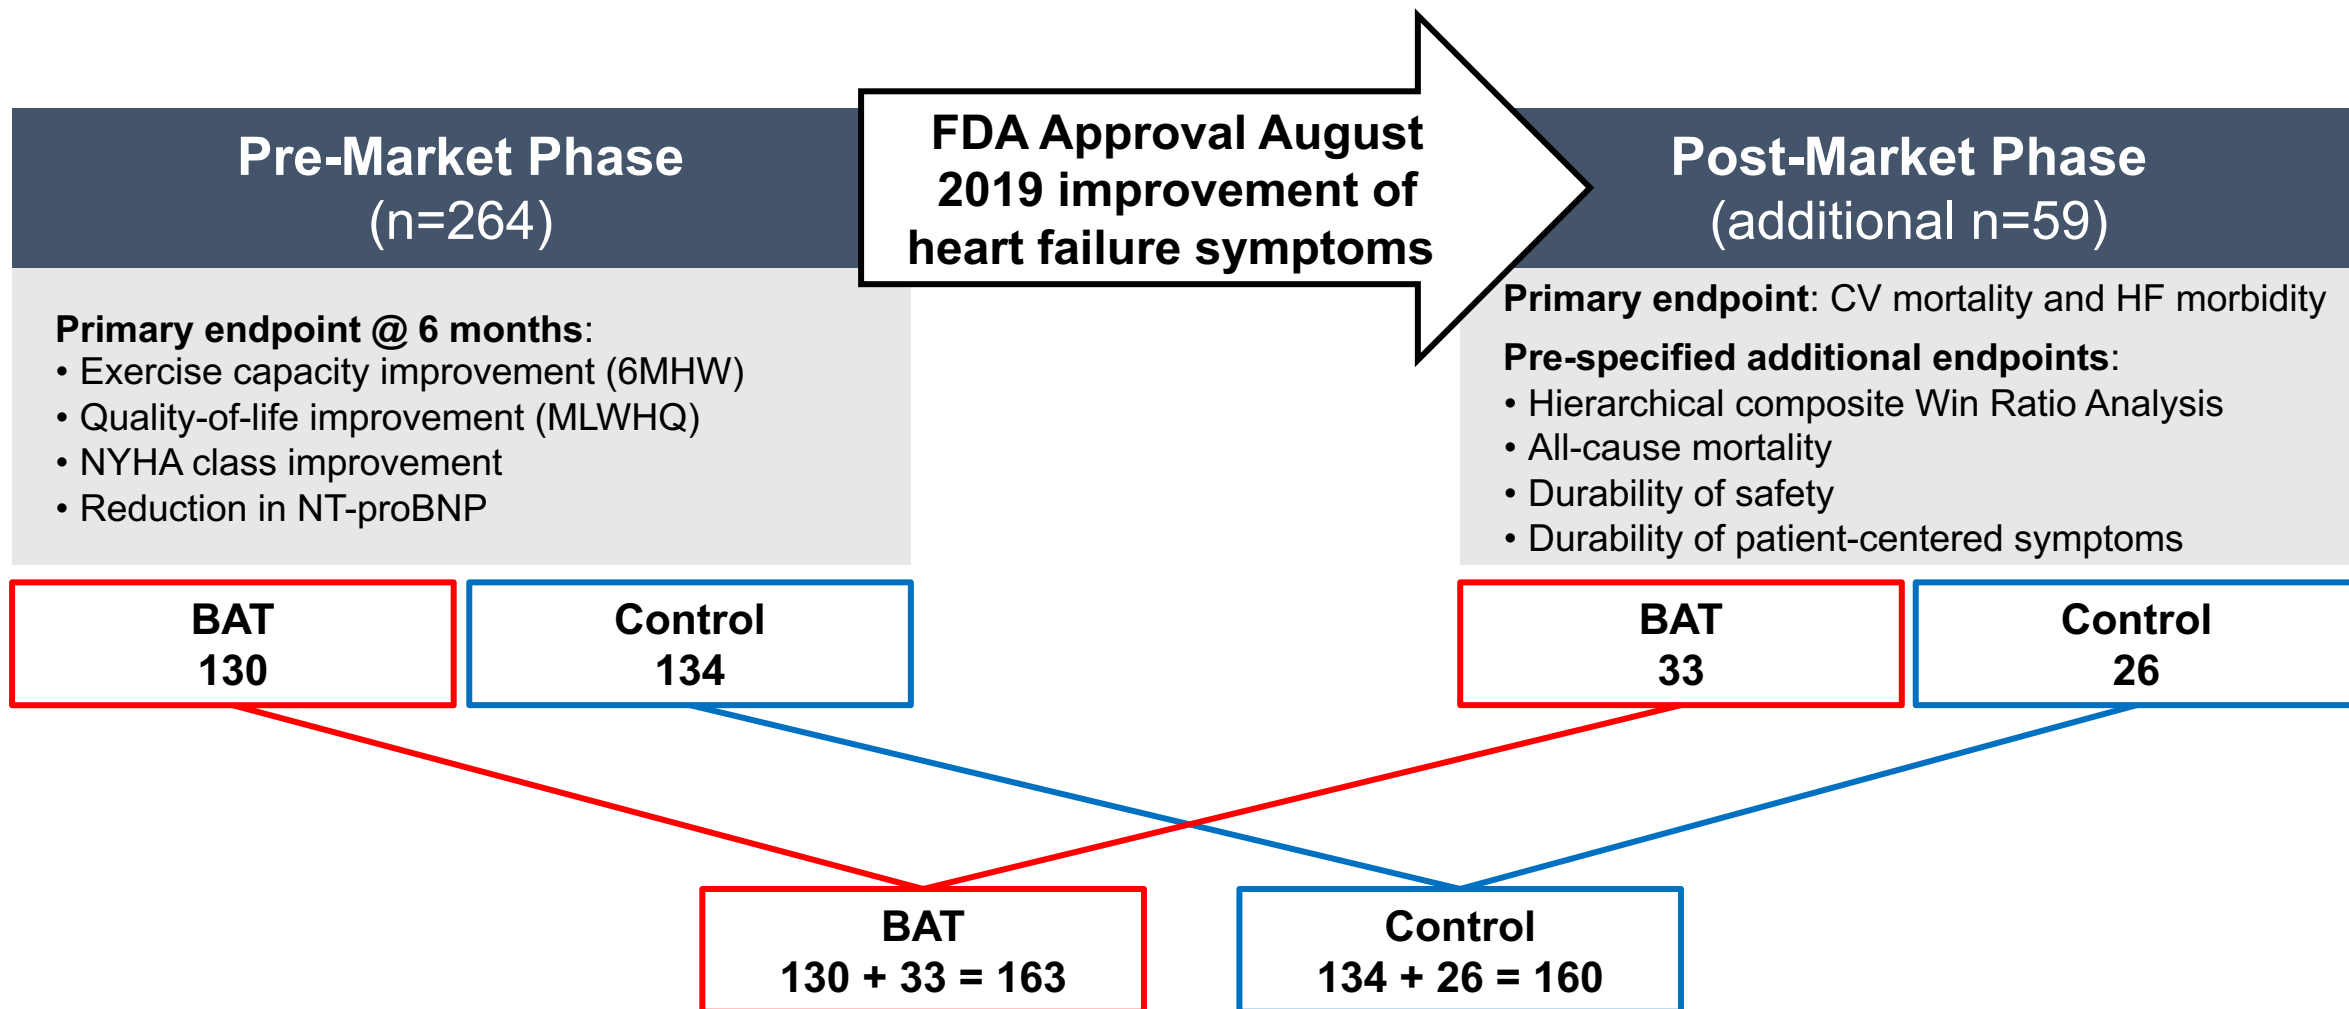 Pre-Market Phase
(n=264)
FDA Approval August
2019 improvement of
heart failure symptoms
Post-Market Phase
(additional n=59)
Primary endpoint @ 6 months:
• Exercise capacity improvement (6MHW)
• Quality-of-life improvement (MLWHQ)
• NYHA class improvement
• Reduction in NT-proBNP
Primary endpoint: CV mortality and HF morbidity
Pre-specified additional endpoints:
• Hierarchical composite Win Ratio Analysis
• All-cause mortality
• Durability of safety
• Durability of patient-centered symptoms
BAT
130
Control
134
BAT
33
Control
26
BAT
130 + 33 = 163
Control
134 + 26 = 160